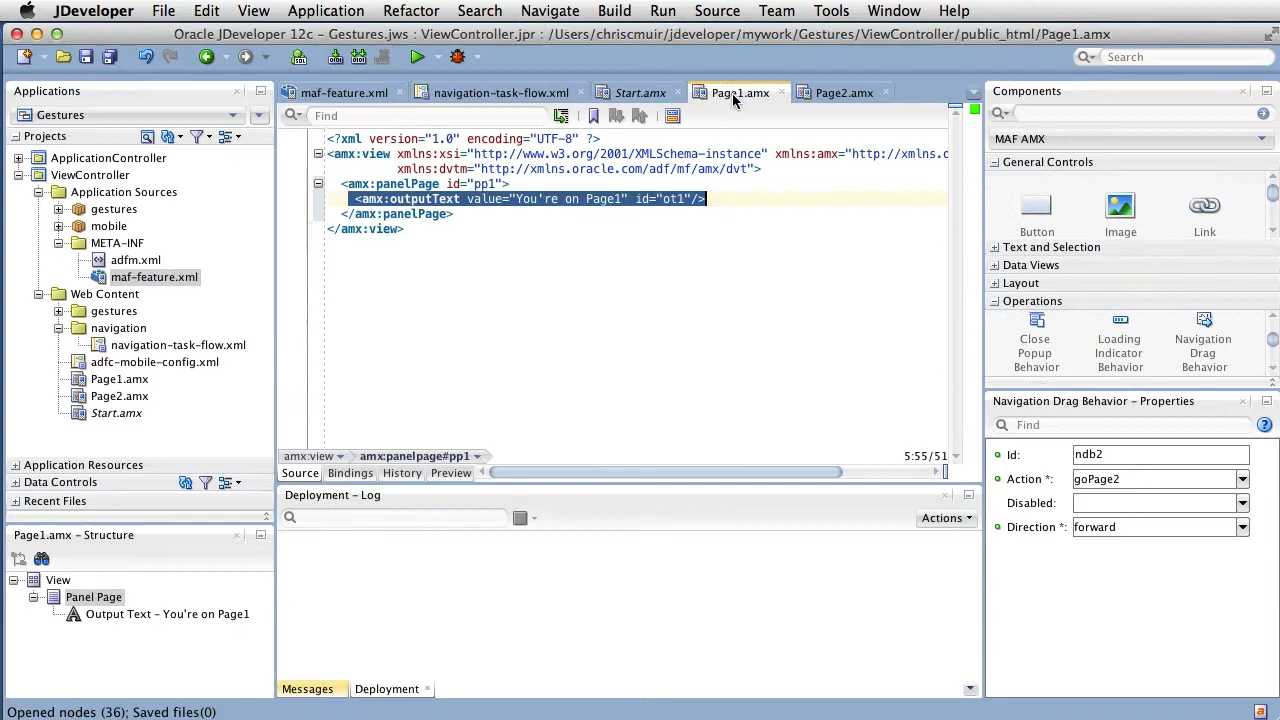 JDeveloper File Edit View Application Refactor Search Navigate Build Run Source Team Tools Window Help
Oracle JDeveloper 12c - Gestures.jws : ViewController.jpr : /Users/chriscmuir/jdeveloper/mywork/Gestures/ViewController/public_html/Page1.amx
Search
Applications
Gestures
Projects
ApplicationController
ViewController
Application Sources
gestures
mobile
META-INF
adfm.xml
maf-feature.xml
Web Content
gestures
navigation
navigation-task-flow.xml
adfc-mobile-config.xml
Page1.amx
Page2.amx
Start.amx
Application Resources
Data Controls
Recent Files
Page1.amx - Structure
View
Panel Page
Output Text - You're on Page1
maf-feature.xml navigation-task-flow.xml Start.amx Page1.amx Page2.amx
Find
<?xml version="1.0" encoding="UTF-8" ?>
<amx:view xmlns:xsi="http://www.w3.org/2001/XMLSchema-instance" xmlns:amx="http://xmlns.o
xmlns:dvtm="http://xmlns.oracle.com/adf/mf/amx/dvt">
<amx:panelPage id="pp1">
<amx:outputText value="You're on Page1" id="ot1"/>
</amx:panelPage>
</amx:view>
amx:view amx:panelpage#pp1 5:55/51
Source Bindings History Preview
Deployment - Log
Actions
Messages Deployment
Components
MAF AMX
General Controls
Button Image Link
Text and Selection
Data Views
Layout
Operations
Close Popup Behavior
Loading Indicator Behavior
Navigation Drag Behavior
Navigation Drag Behavior - Properties
Find
Id: ndb2
Action *: goPage2
Disabled:
Direction *: forward
Opened nodes (36); Saved files(0)